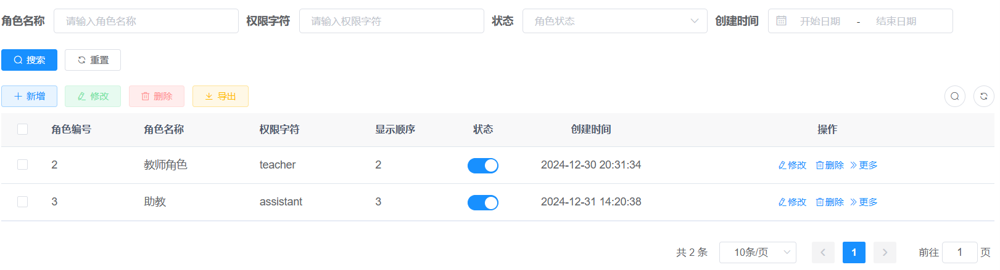 角色名称 请输入角色名称 权限字符 请输入权限字符 状态 角色状态 创建时间 开始日期 - 结束日期
搜索 重置
新增 修改 删除 导出
角色编号 角色名称 权限字符 显示顺序 状态 创建时间 操作
2 教师角色 teacher 2 2024-12-30 20:31:34 修改 删除 更多
3 助教 assistant 3 2024-12-31 14:20:38 修改 删除 更多
共 2 条 10条/页 1 前往 1 页